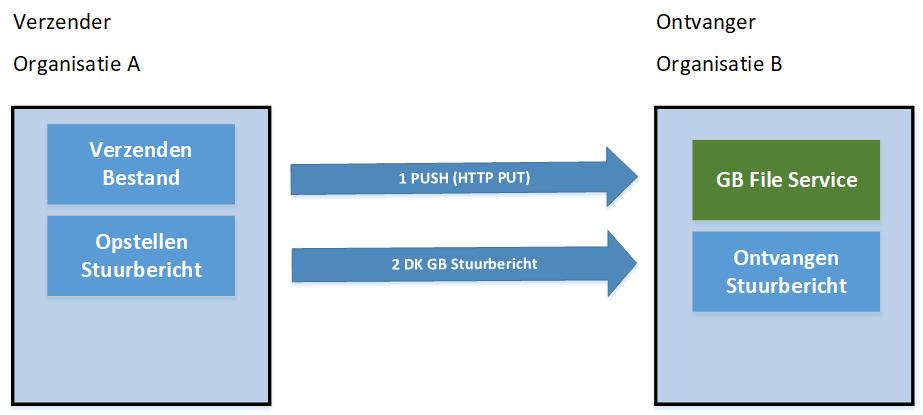 Verzender
Organisatie A
Verzenden
Bestand
Opstellen
Stuurbericht
1 PUSH (HTTP PUT)
2 DK GB Stuurbericht
Ontvanger
Organisatie B
GB File Service
Ontvangen
Stuurbericht